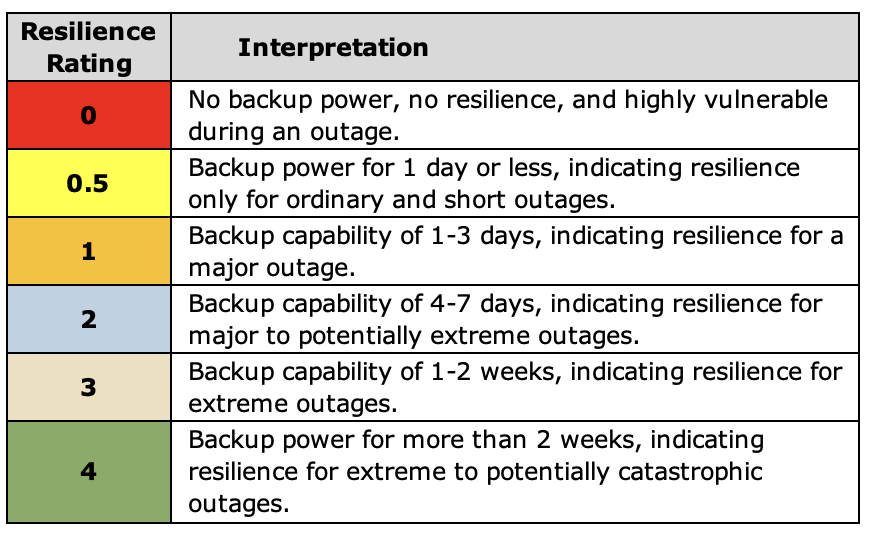 Resilience
Rating
Interpretation
0
No backup power, no resilience, and highly vulnerable
during an outage.
0.5
Backup power for 1 day or less, indicating resilience
only for ordinary and short outages.
1
Backup capability of 1-3 days, indicating resilience for a
major outage.
2
Backup capability of 4-7 days, indicating resilience for
major to potentially extreme outages.
3
Backup capability of 1-2 weeks, indicating resilience for
extreme outages.
4
Backup power for more than 2 weeks, indicating
resilience for extreme to potentially catastrophic
outages.